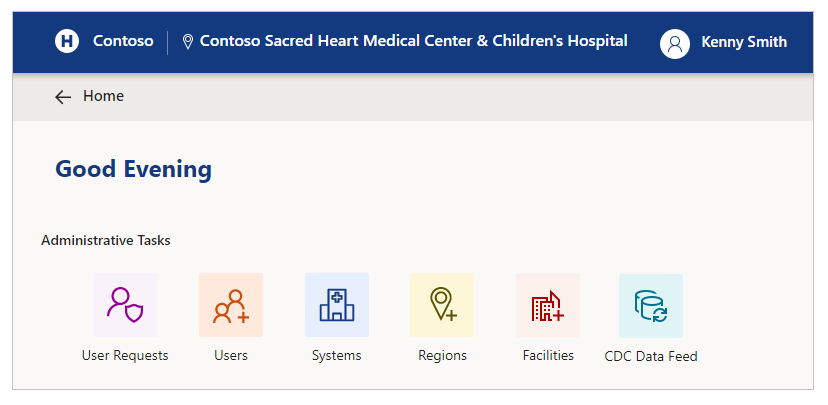 H Contoso Contoso Sacred Heart Medical Center & Children's Hospital Kenny Smith
Home
Good Evening
Administrative Tasks
User Requests Users Systems Regions Facilities CDC Data Feed